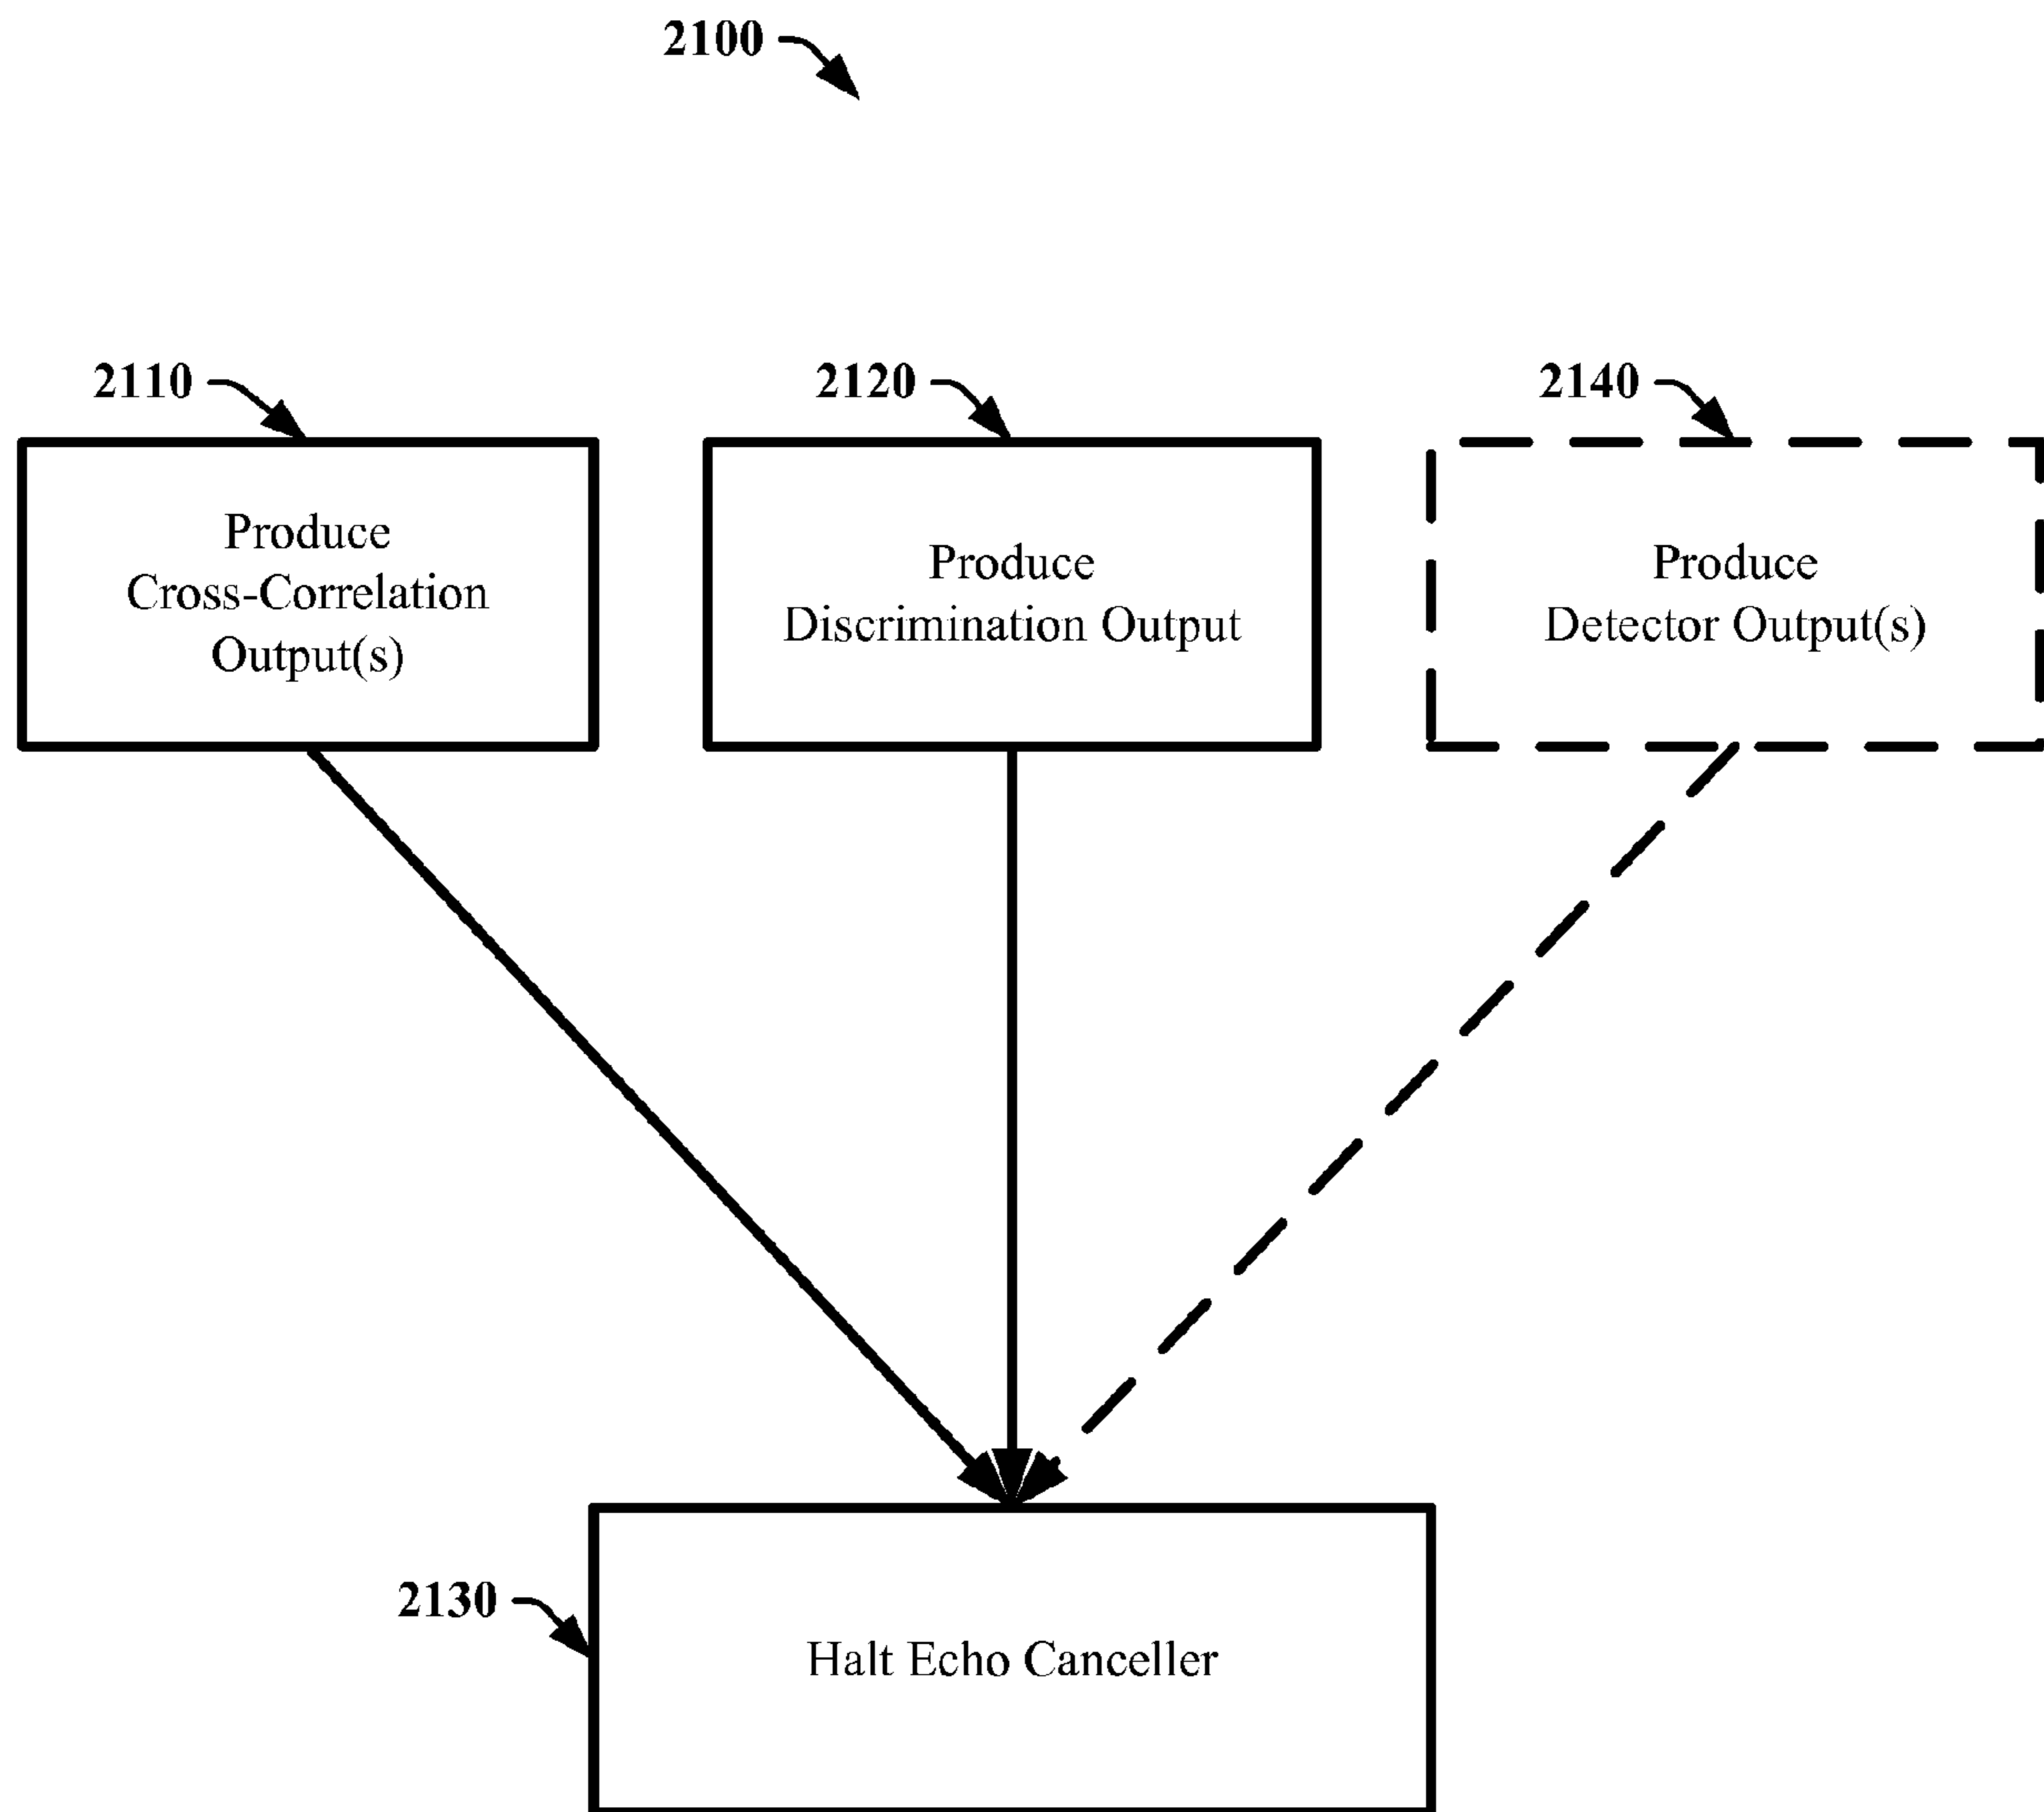 2100
2110
2120
2140
Produce
Cross-Correlation
Output(s)
Produce
Discrimination Output
Produce
Detector Output(s)
2130
Halt Echo Canceller